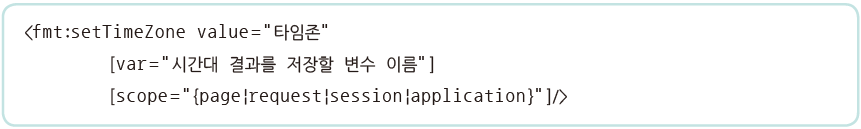 <fmt:setTimeZone value="타임존"
[var="시간대 결과를 저장할 변수 이름"]
[scope="{page|request|session|application}"]/>